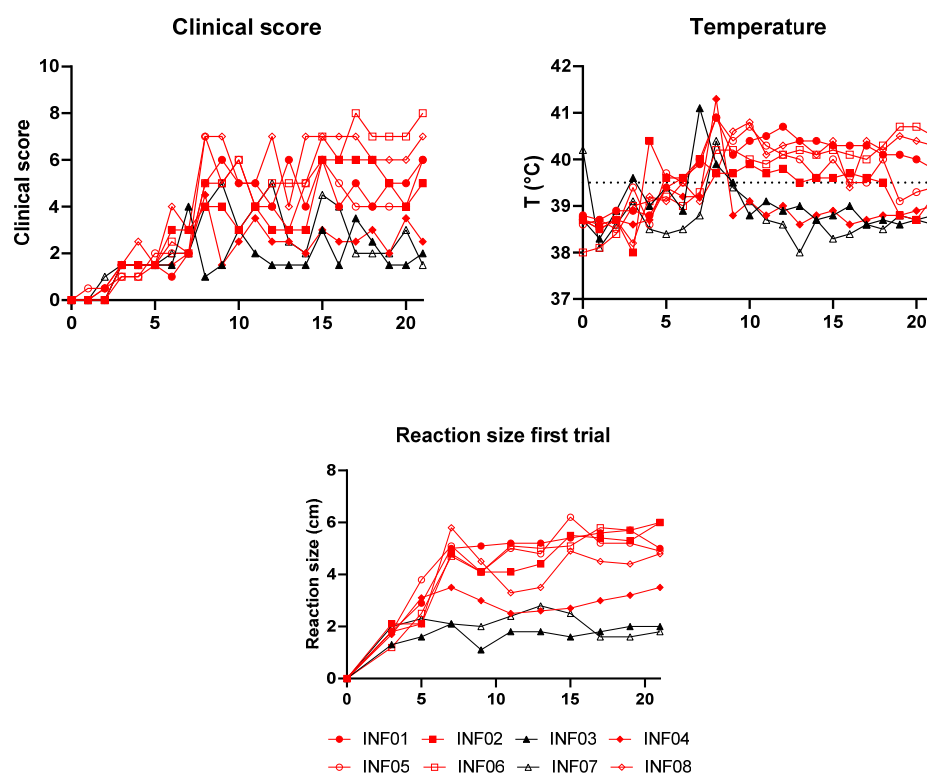 Clinical score
Temperature
Clinical score
10
8
6
4
2
0
0 5 10 15 20
T (°C)
42
41
40
39
38
37
0 5 10 15 20
Reaction size first trial
Reaction size (cm)
8
6
4
2
0
0 5 10 15 20
INF01 INF02 INF03 INF04
INF05 INF06 INF07 INF08